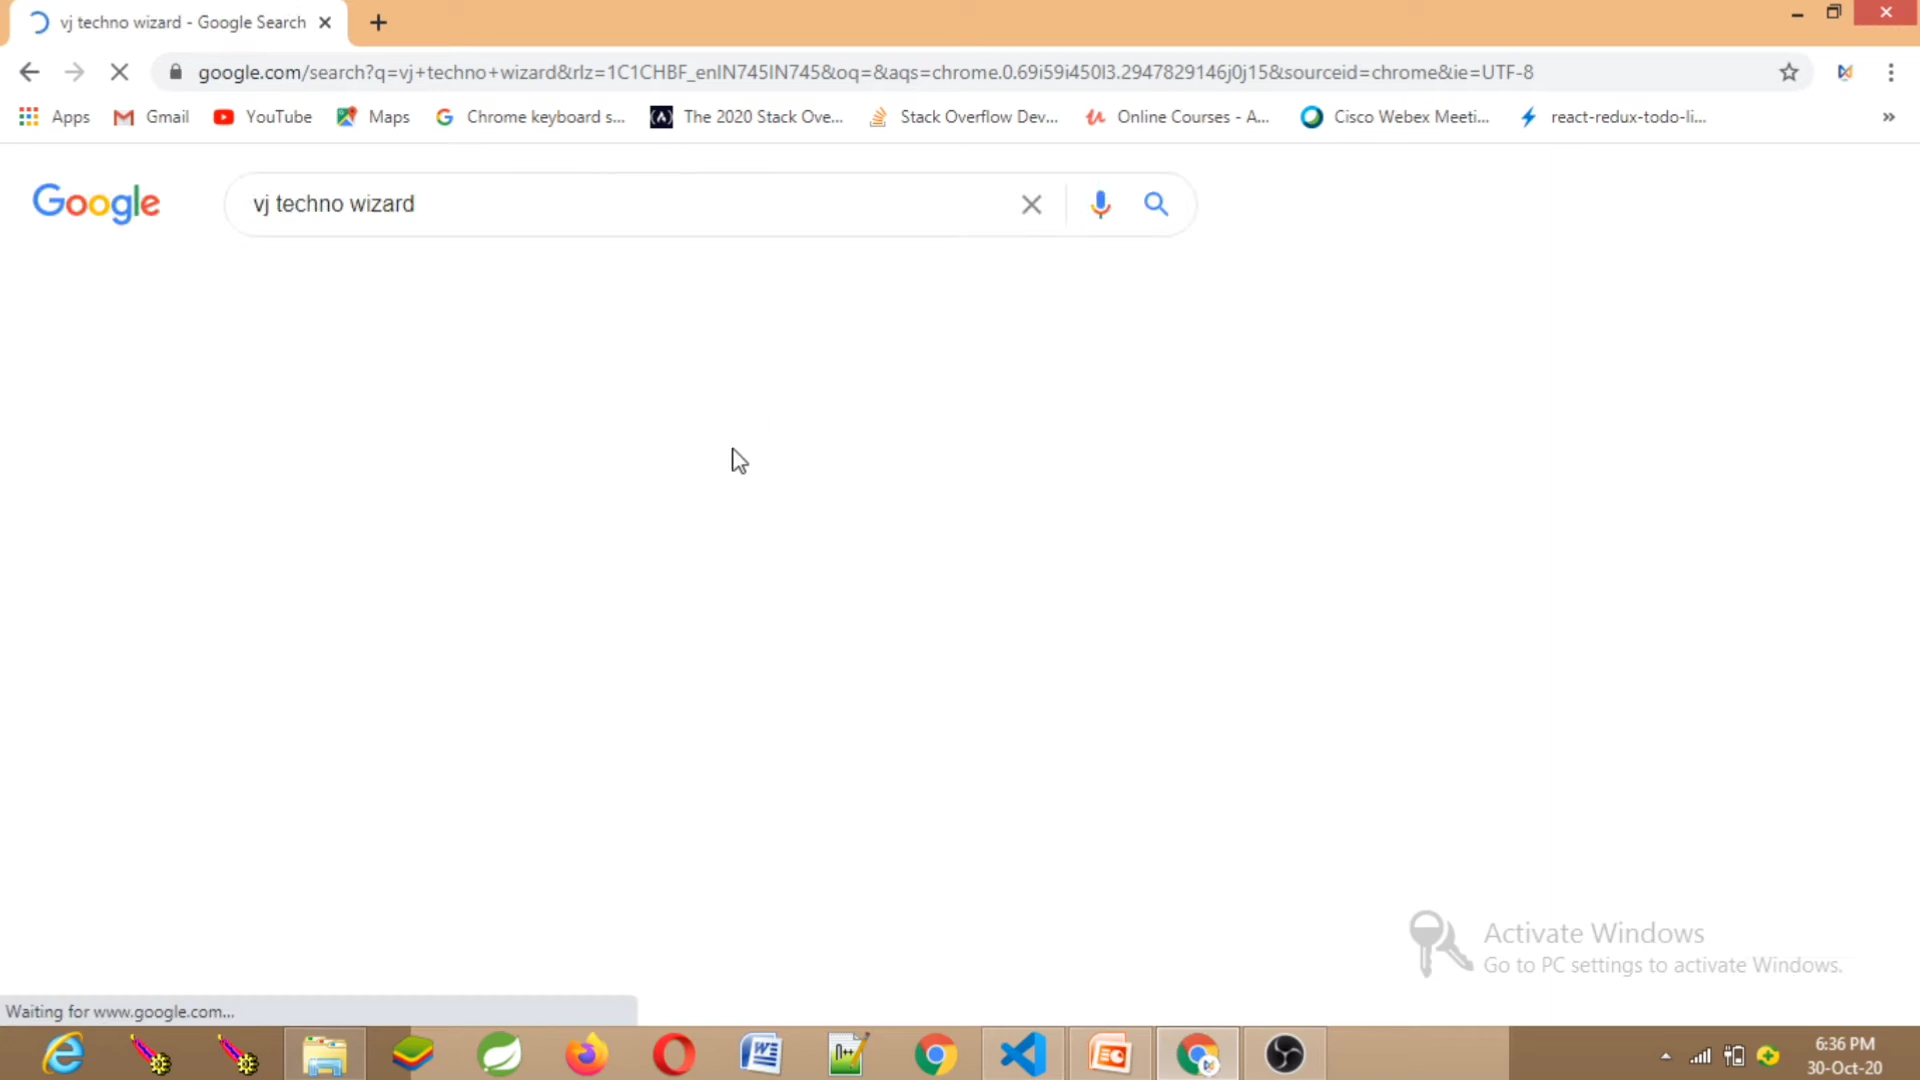 vj techno wizard - Google Search
google.com/search?q=vj+techno+wizard&rlz=1C1CHBF_enIN745IN745&oq=&aqs=chrome.0.69i59i450l3.2947829146j0j15&sourceid=chrome&ie=UTF-8
Apps Gmail YouTube Maps Chrome keyboard s... The 2020 Stack Ove... Stack Overflow Dev... Online Courses - A... Cisco Webex Meeti... react-redux-todo-li... »
Google vj techno wizard
Activate Windows
Go to PC settings to activate Windows.
Waiting for www.google.com...
6:36 PM
30-Oct-20